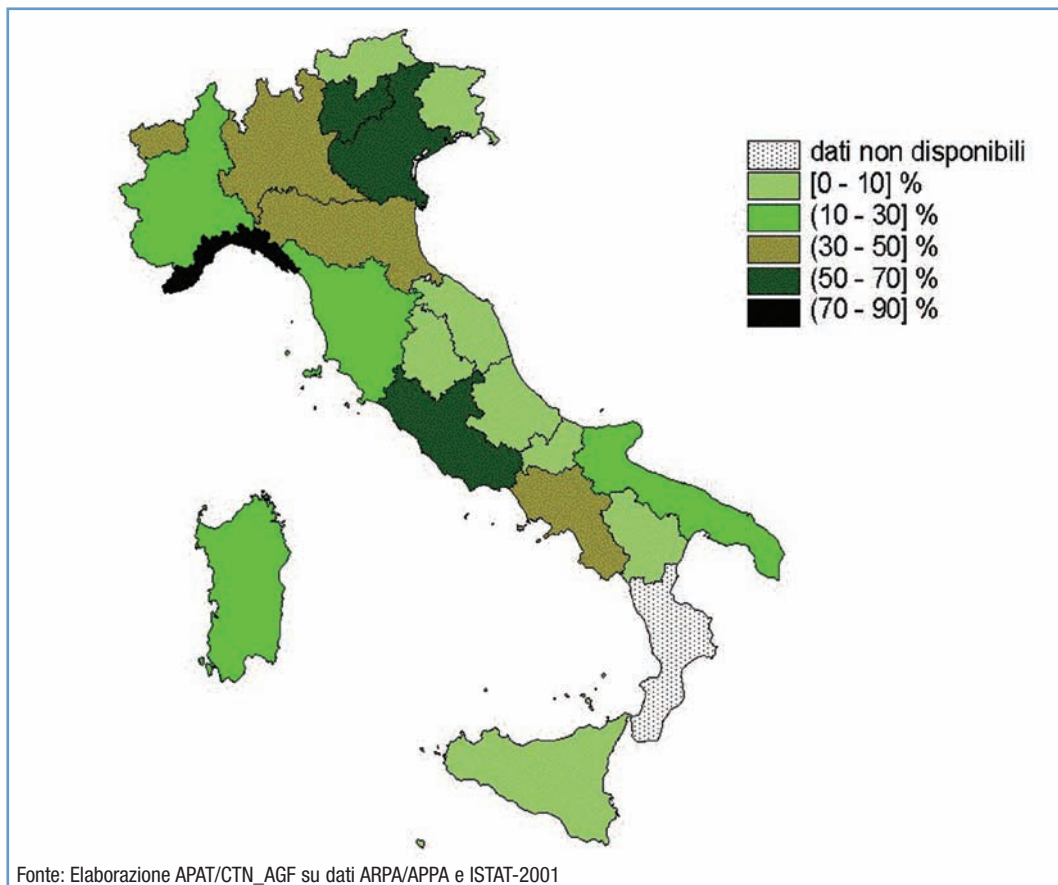 dati non disponibili
[0 - 10] %
(10 - 30] %
(30 - 50] %
(50 - 70] %
(70 - 90] %
Fonte: Elaborazione APAT/CTN_AGF su dati ARPA/APPA e ISTAT-2001